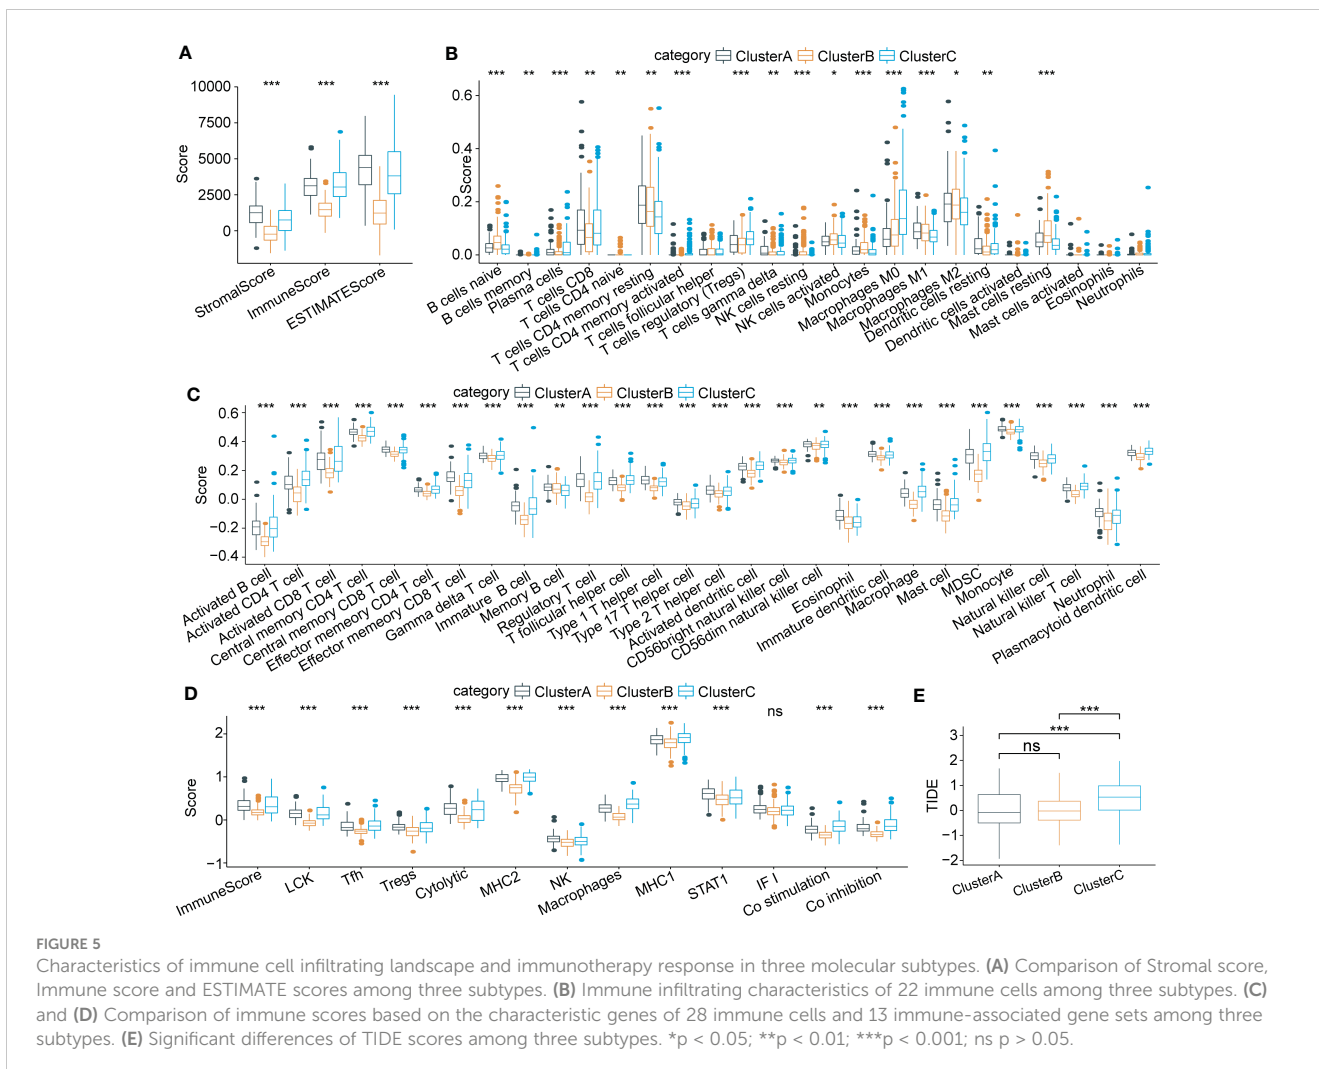 A
***
***
***
10000
7500
5000
2500
0
Score
StromalScore
ImmuneScore
ESTIMATEScore
B
category ClusterA ClusterB ClusterC
*** ** *** ** ** ** *** *** ** *** * *** *** *** * ** ***
0.6
0.4
0.2
0.0
Score
B cells naive
B cells memory
Plasma cells
T cells CD8
T cells CD4 naive
T cells CD4 memory resting
T cells CD4 memory activated
T cells follicular helper
T cells regulatory (Tregs)
T cells gamma delta
NK cells resting
NK cells activated
Monocytes
Macrophages M0
Macrophages M1
Macrophages M2
Dendritic cells resting
Dendritic cells activated
Mast cells resting
Mast cells activated
Eosinophils
Neutrophils
C
category ClusterA ClusterB ClusterC
*** *** *** *** *** *** *** *** *** ** *** *** *** *** *** *** *** ** *** *** *** *** *** *** *** *** *** ***
0.6
0.4
0.2
0.0
−0.2
−0.4
Score
Activated B cell
Activated CD4 T cell
Activated CD8 T cell
Central memory CD4 T cell
Central memory CD8 T cell
Effector memeory CD4 T cell
Effector memeory CD8 T cell
Gamma delta T cell
Immature B cell
Memory B cell
Regulatory T cell
T follicular helper cell
Type 1 T helper cell
Type 17 T helper cell
Type 2 T helper cell
Activated dendritic cell
CD56bright natural killer cell
CD56dim natural killer cell
Eosinophil
Immature dendritic cell
Macrophage
Mast cell
MDSC
Monocyte
Natural killer cell
Natural killer T cell
Neutrophil
Plasmacytoid dendritic cell
D
category ClusterA ClusterB ClusterC
*** *** *** *** *** *** *** *** *** *** ns *** ***
2
1
0
−1
Score
ImmuneScore
LCK
Tfh
Tregs
Cytolytic
MHC2
NK
Macrophages
MHC1
STAT1
IF I
Co stimulation
Co inhibition
E
***
***
ns
3
2
1
0
−1
−2
TIDE
ClusterA
ClusterB
ClusterC
FIGURE 5
Characteristics of immune cell infiltrating landscape and immunotherapy response in three molecular subtypes. (A) Comparison of Stromal score,
Immune score and ESTIMATE scores among three subtypes. (B) Immune infiltrating characteristics of 22 immune cells among three subtypes. (C)
and (D) Comparison of immune scores based on the characteristic genes of 28 immune cells and 13 immune-associated gene sets among three
subtypes. (E) Significant differences of TIDE scores among three subtypes. *p < 0.05; **p < 0.01; ***p < 0.001; ns p > 0.05.